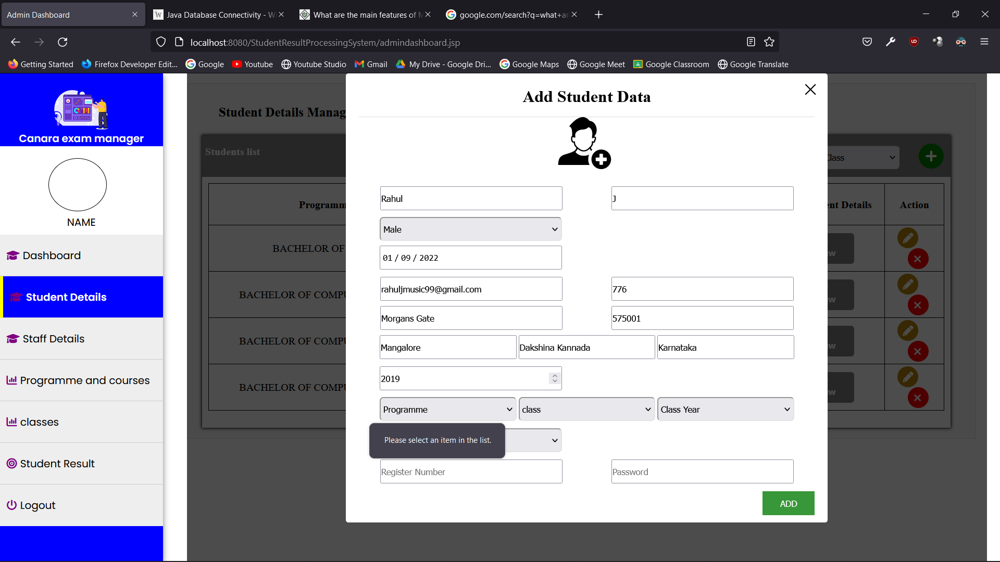 Admin Dashboard
Java Database Connectivity - W
What are the main features of M
google.com/search?q=what+ar
localhost:8080/StudentResultProcessingSystem/admindashboard.jsp
Getting Started
Firefox Developer Edit...
Google
Youtube
Youtube Studio
Gmail
My Drive - Google Dri...
Google Maps
Google Meet
Google Classroom
Google Translate
Canara exam manager
NAME
Dashboard
Student Details
Staff Details
Programme and courses
classes
Student Result
Logout
Student Details Manag
Students list
Class
Programm
nt Details
Action
BACHELOR OF
w
BACHELOR OF COMPU
w
BACHELOR OF COMPU
w
BACHELOR OF COMPU
w
Add Student Data
Rahul
J
Male
01 / 09 / 2022
rahuljmusic99@gmail.com
776
Morgans Gate
575001
Mangalore
Dakshina Kannada
Karnataka
2019
Programme
class
Class Year
Please select an item in the list.
Register Number
Password
ADD